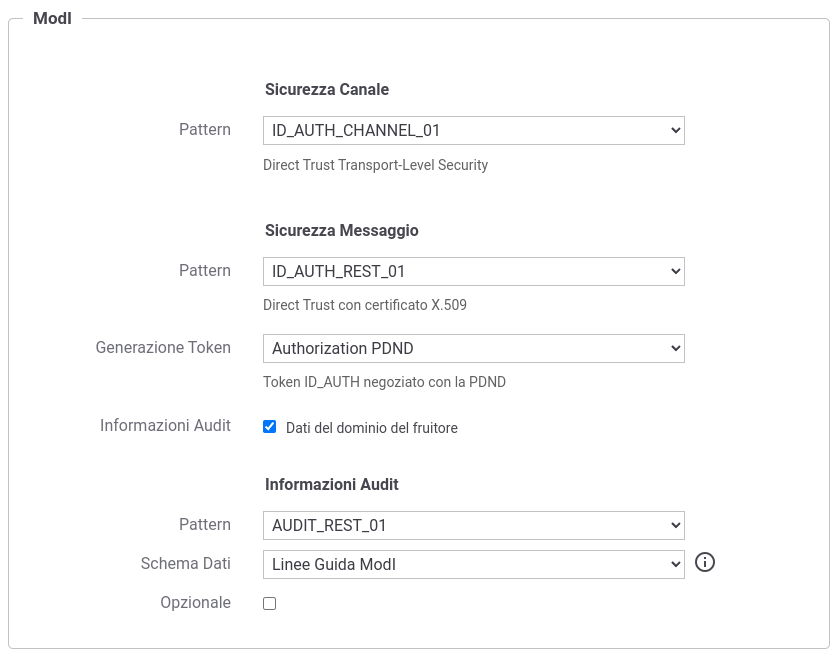 ModI
Sicurezza Canale
Pattern ID_AUTH_CHANNEL_01
Direct Trust Transport-Level Security
Sicurezza Messaggio
Pattern ID_AUTH_REST_01
Direct Trust con certificato X.509
Generazione Token Authorization PDND
Token ID_AUTH negoziato con la PDND
Informazioni Audit Dati del dominio del fruitore
Informazioni Audit
Pattern AUDIT_REST_01
Schema Dati Linee Guida ModI
Opzionale